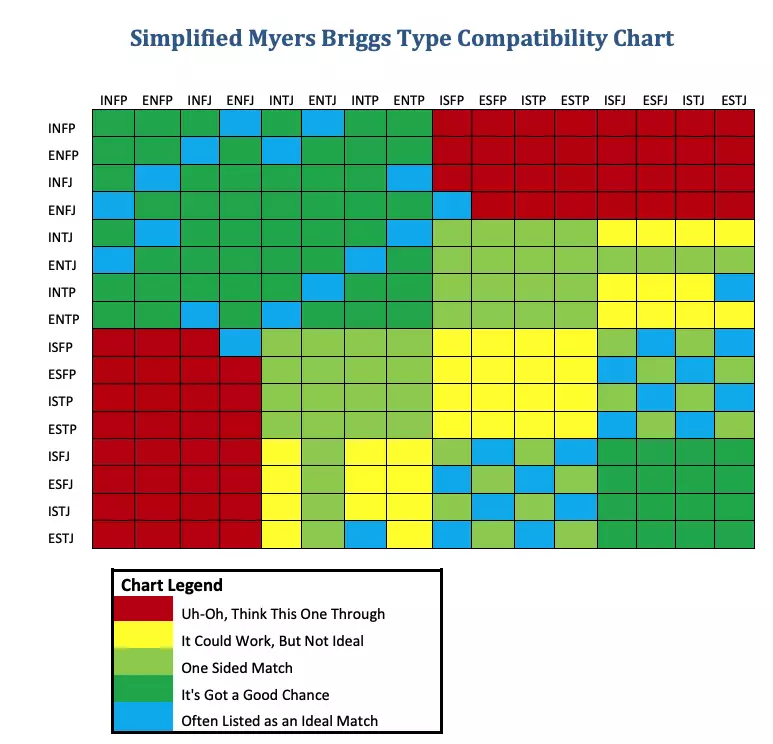 Simplified Myers Briggs Type Compatibility Chart
INFP ENFP INFJ ENFJ INTJ ENTJ INTP ENTP ISFP ESFP ISTP ESTP ISFJ ESFJ ISTJ ESTJ
INFP
ENFP
INFJ
ENFJ
INTJ
ENTJ
INTP
ENTP
ISFP
ESFP
ISTP
ESTP
ISFJ
ESFJ
ISTJ
ESTJ
Chart Legend
Uh-Oh, Think This One Through
It Could Work, But Not Ideal
One Sided Match
It's Got a Good Chance
Often Listed as an Ideal Match